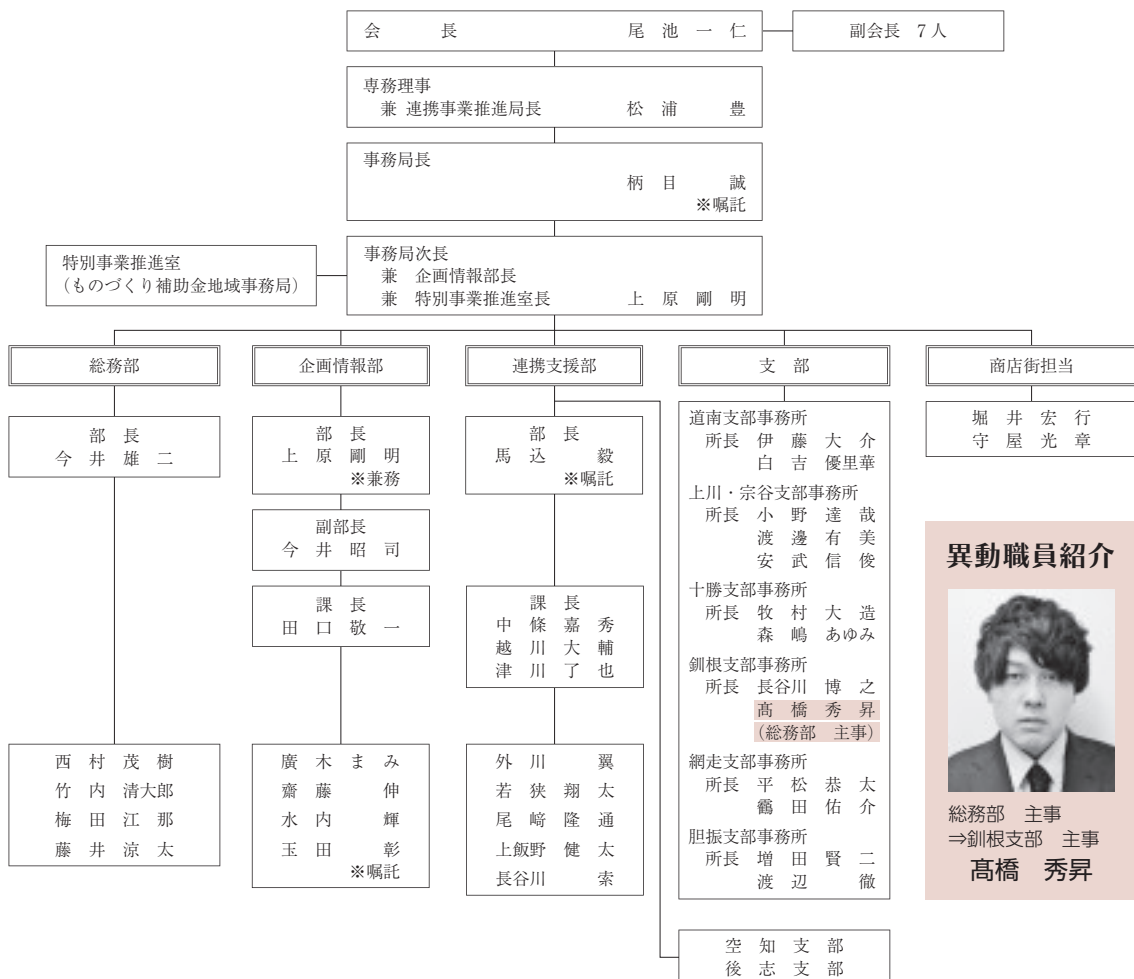 会長　尾池一仁
副会長　7人
専務理事
兼 連携事業推進局長　松浦豊
事務局長
柄目誠
※嘱託
特別事業推進室
（ものづくり補助金地域事務局）
事務局次長
兼　企画情報部長
兼　特別事業推進室長　上原剛明
総務部
部長
今井雄二
西村茂樹
竹内清大郎
梅田江那
藤井涼太
企画情報部
部長
上原剛明
※兼務
副部長
今井昭司
課長
田口敬一
廣木まみ
齋藤伸
水内輝
玉田彰
※嘱託
連携支援部
部長
馬込毅
※嘱託
課長
中條嘉秀
越川大輔
津川了也
外川翼
若狭翔太
尾﨑隆通
上飯野健太
長谷川索
支部
道南支部事務所
所長　伊藤大介
白吉優里華
上川・宗谷支部事務所
所長　小野達哉
渡邊有美
安武信俊
十勝支部事務所
所長　牧村大造
森嶋あゆみ
釧根支部事務所
所長　長谷川博之
髙橋秀昇
（総務部　主事）
網走支部事務所
所長　平松恭太
鶴田佑介
胆振支部事務所
所長　増田賢二
渡辺徹
空知支部
後志支部
商店街担当
堀井宏行
守屋光章
異動職員紹介
総務部　主事
⇒釧根支部　主事
髙橋　秀昇